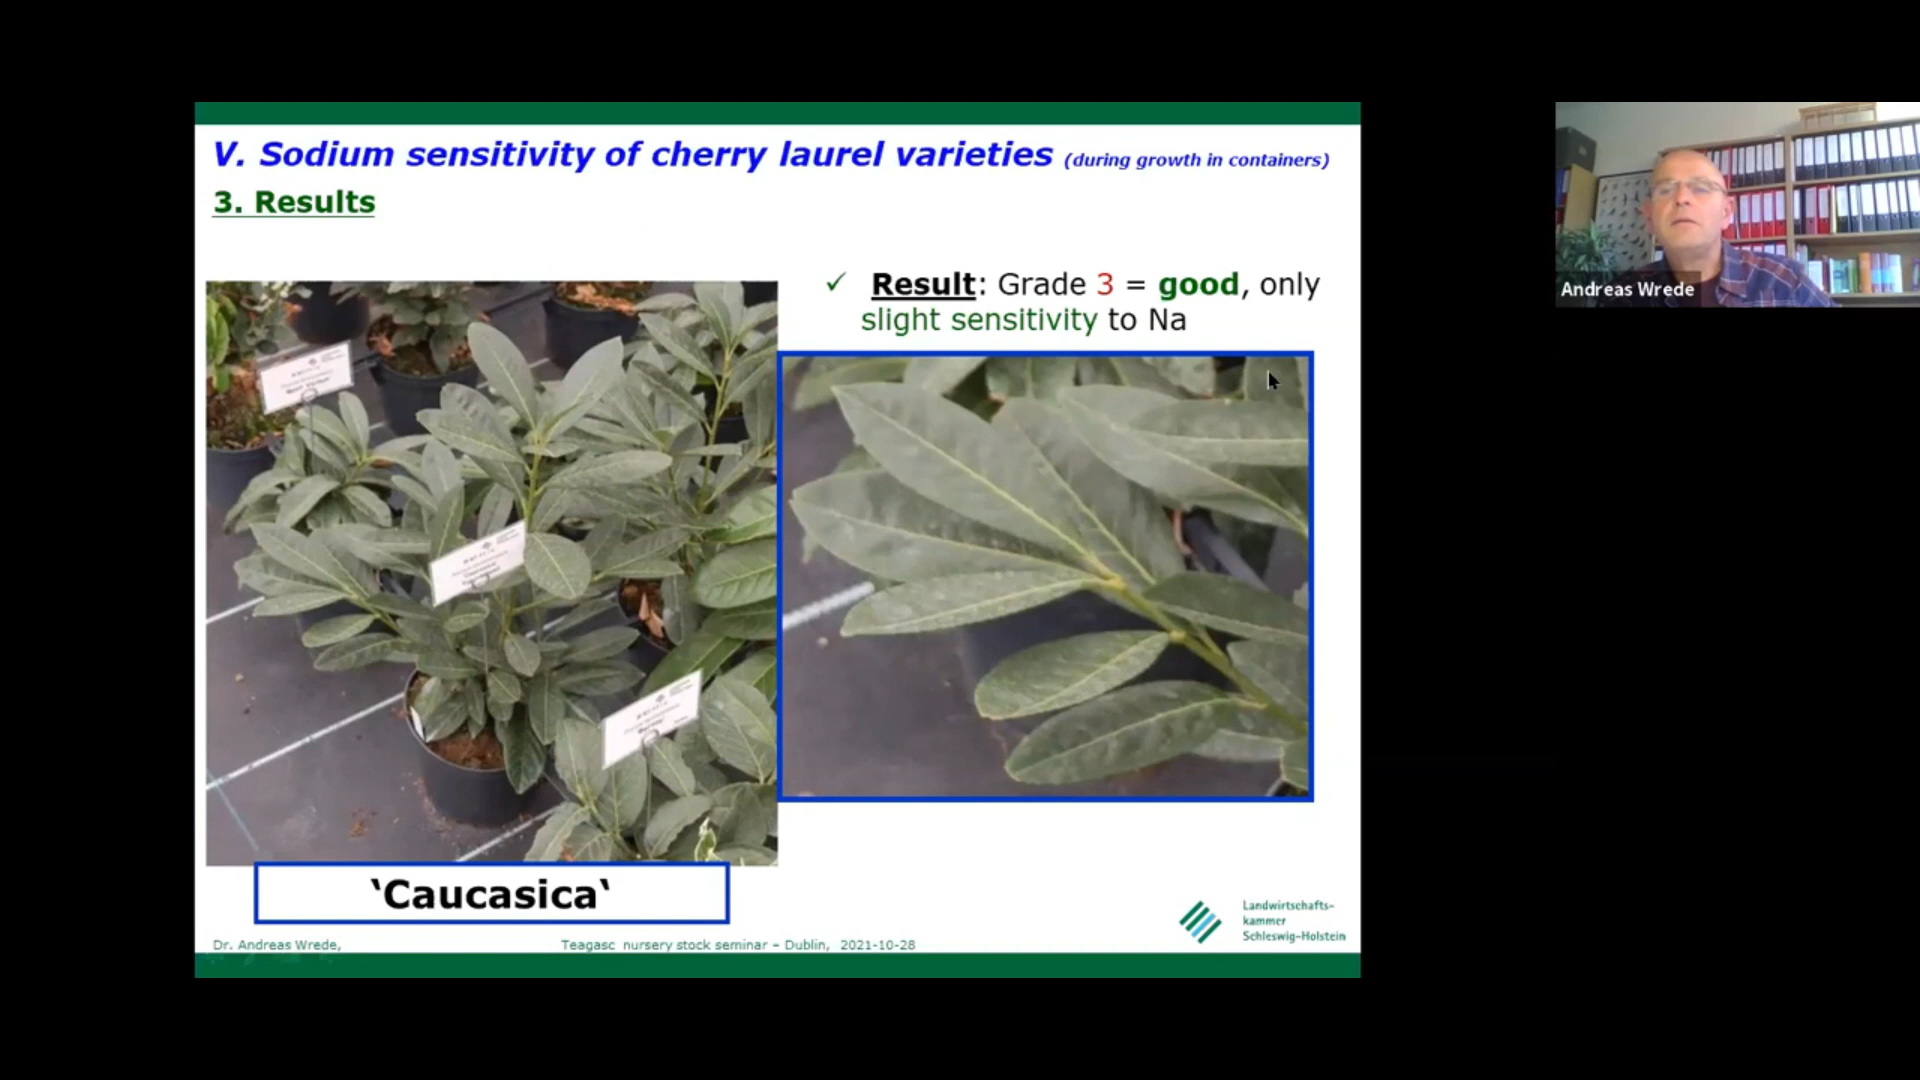 V. Sodium sensitivity of cherry laurel varieties (during growth in containers)
3. Results
✓ Result: Grade 3 = good, only
slight sensitivity to Na
‘Caucasica‘
Dr. Andreas Wrede,
Teagasc nursery stock seminar – Dublin, 2021-10-28
Landwirtschafts-
kammer
Schleswig-Holstein
Andreas Wrede